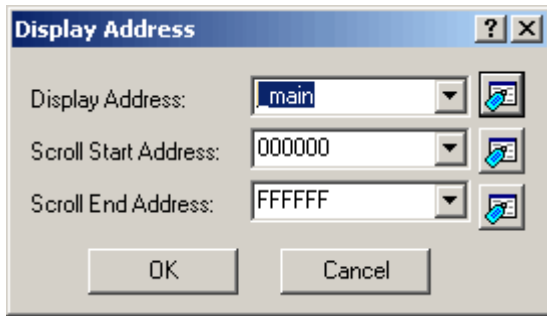 Display Address
Display Address: _main
Scroll Start Address: 000000
Scroll End Address: FFFFFF
OK Cancel